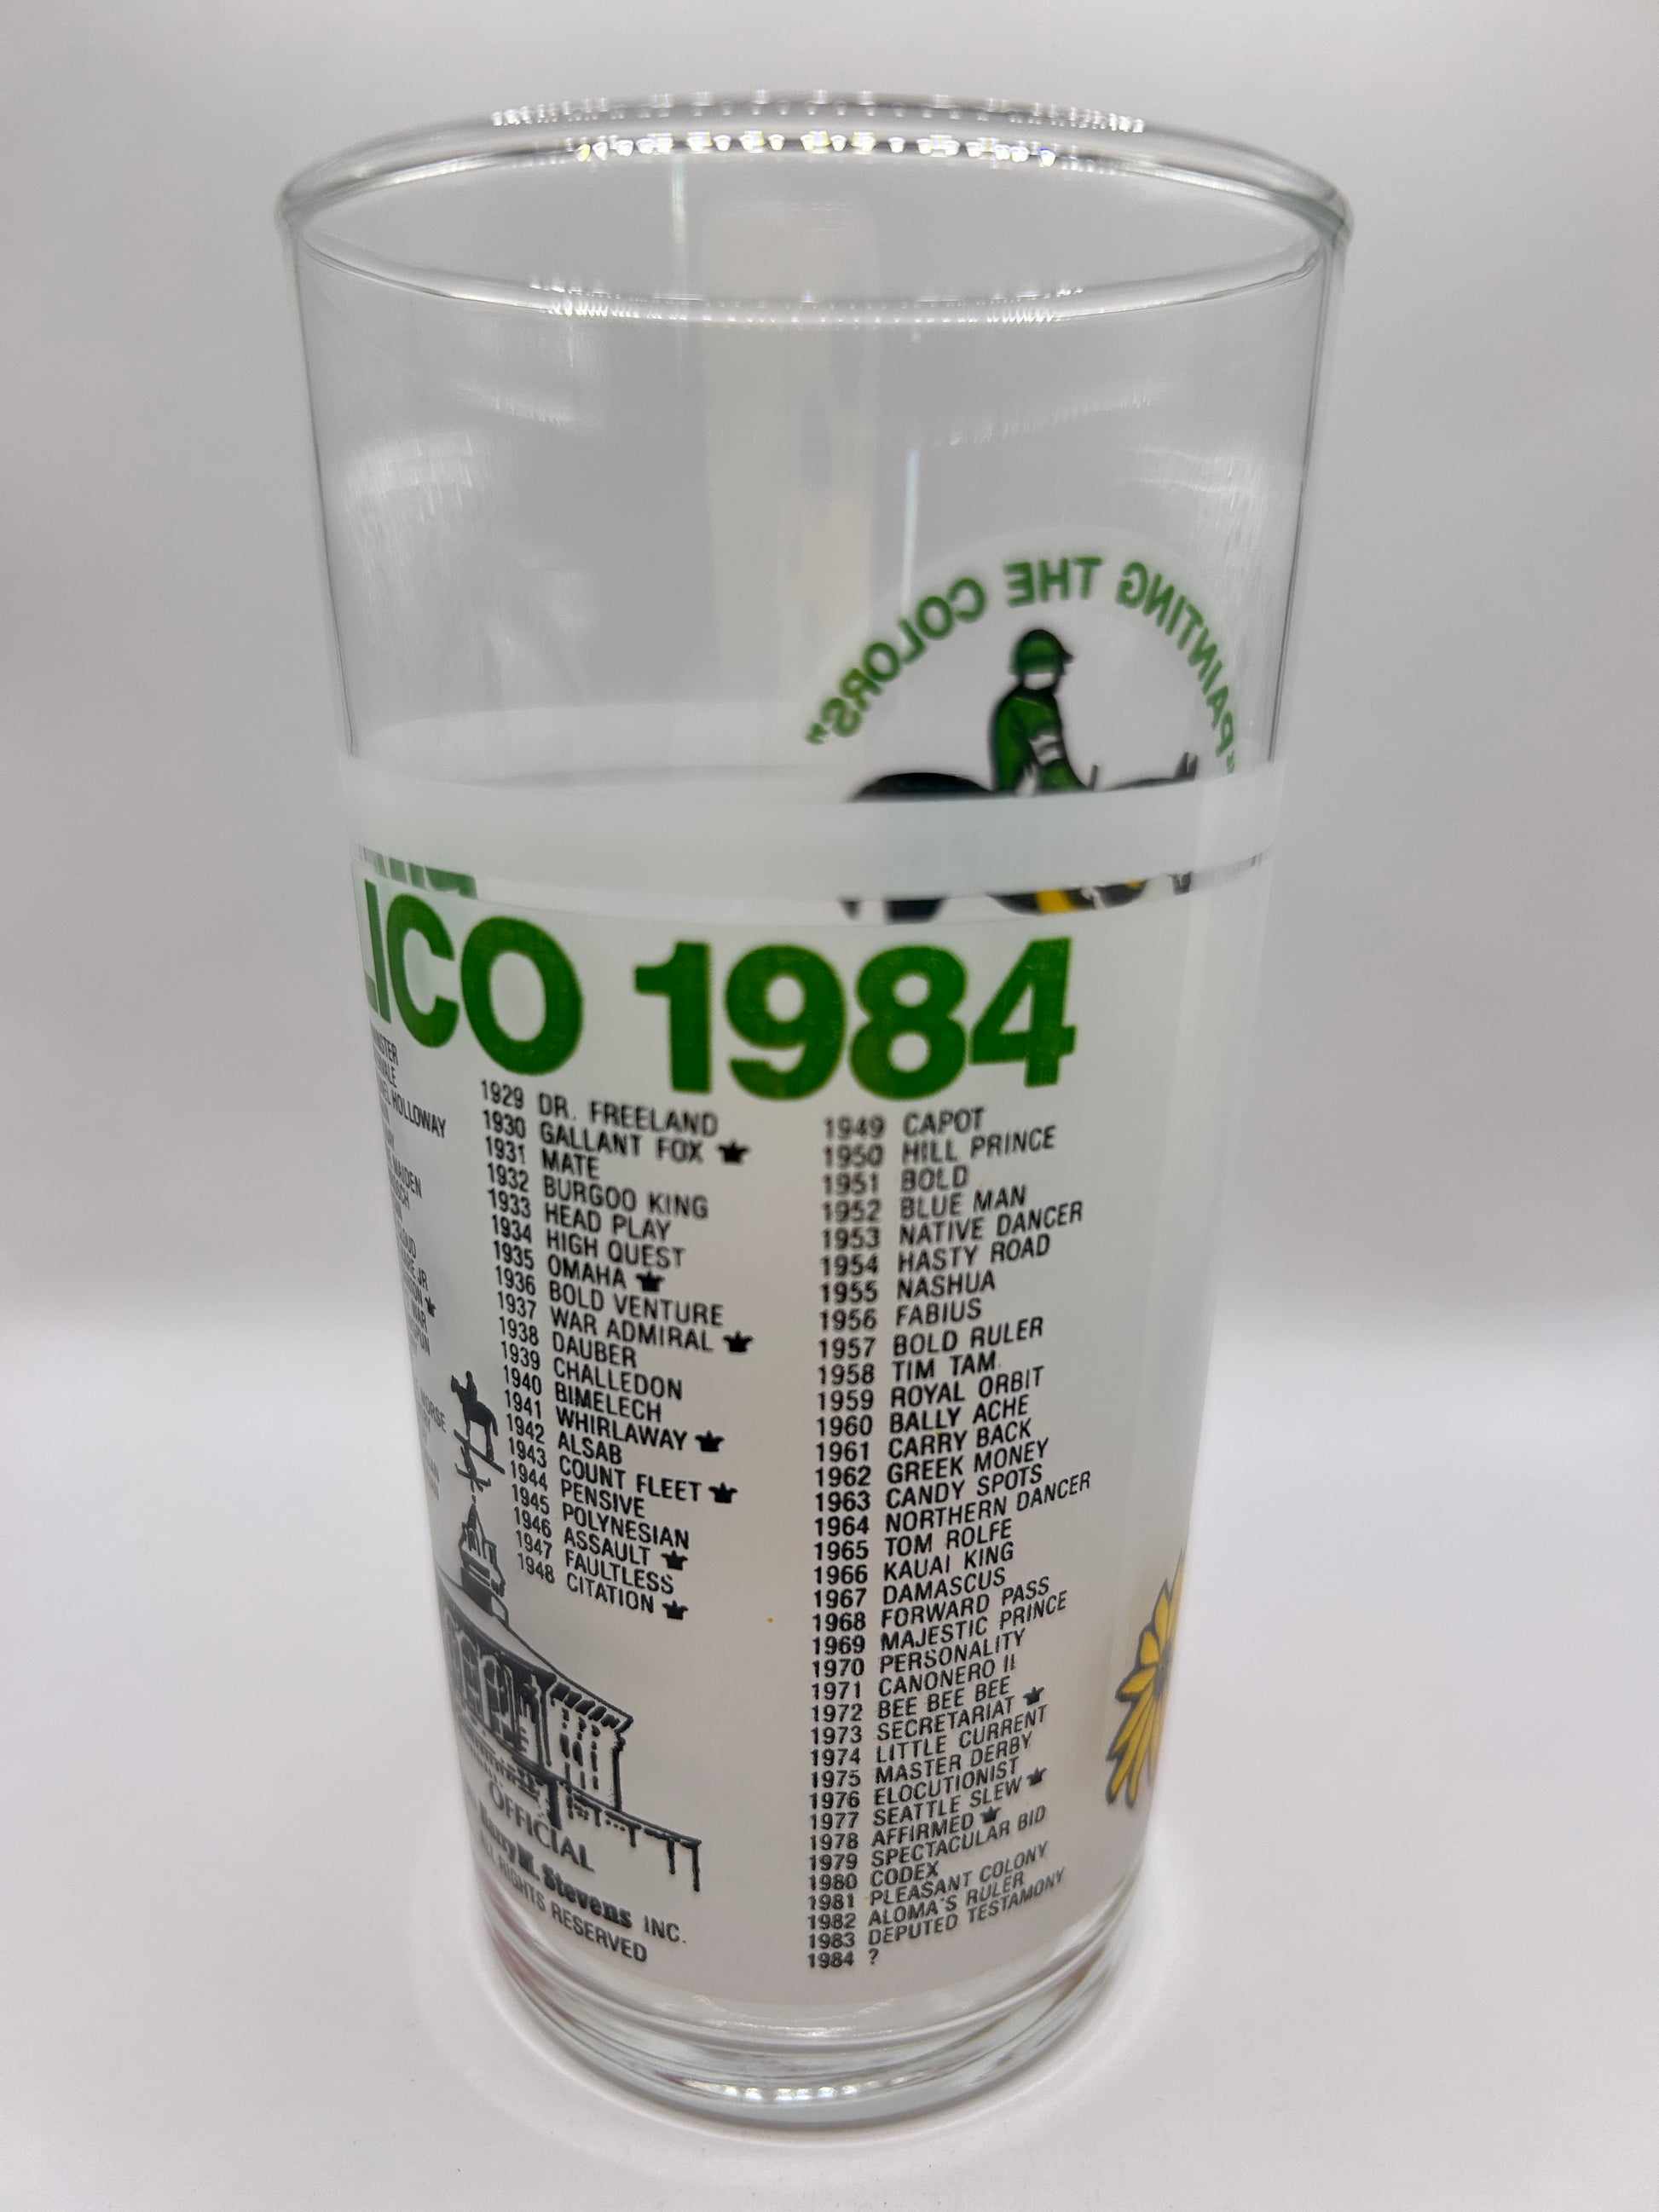 "PAINTING THE COLORS"
LICO 1984
HOLLOWAY
MAIDEN
JR.
HORSE
1929 DR. FREELAND
1930 GALLANT FOX
1931 MATE
1932 BURGOO KING
1933 HEAD PLAY
1934 HIGH QUEST
1935 OMAHA
1936 BOLD VENTURE
1937 WAR ADMIRAL
1938 DAUBER
1939 CHALLEDON
1940 BIMELECH
1941 WHIRLAWAY
1942 ALSAB
1943 COUNT FLEET
1944 PENSIVE
1945 POLYNESIAN
1946 ASSAULT
1947 FAULTLESS
1948 CITATION
1949 CAPOT
1950 HILL PRINCE
1951 BOLD
1952 BLUE MAN
1953 NATIVE DANCER
1954 HASTY ROAD
1955 NASHUA
1956 FABIUS
1957 BOLD RULER
1958 TIM TAM
1959 ROYAL ORBIT
1960 BALLY ACHE
1961 CARRY BACK
1962 GREEK MONEY
1963 CANDY SPOTS
1964 NORTHERN DANCER
1965 TOM ROLFE
1966 KAUAI KING
1967 DAMASCUS
1968 FORWARD PASS
1969 MAJESTIC PRINCE
1970 PERSONALITY
1971 CANONERO II
1972 BEE BEE BEE
1973 SECRETARIAT
1974 LITTLE CURRENT
1975 MASTER DERBY
1976 ELOCUTIONIST
1977 SEATTLE SLEW
1978 AFFIRMED
1979 SPECTACULAR BID
1980 CODEX
1981 PLEASANT COLONY
1982 ALOMA'S RULER
1983 DEPUTED TESTAMONY
1984 ?
OFFICIAL
Harry M. Stevens INC.
ALL RIGHTS RESERVED